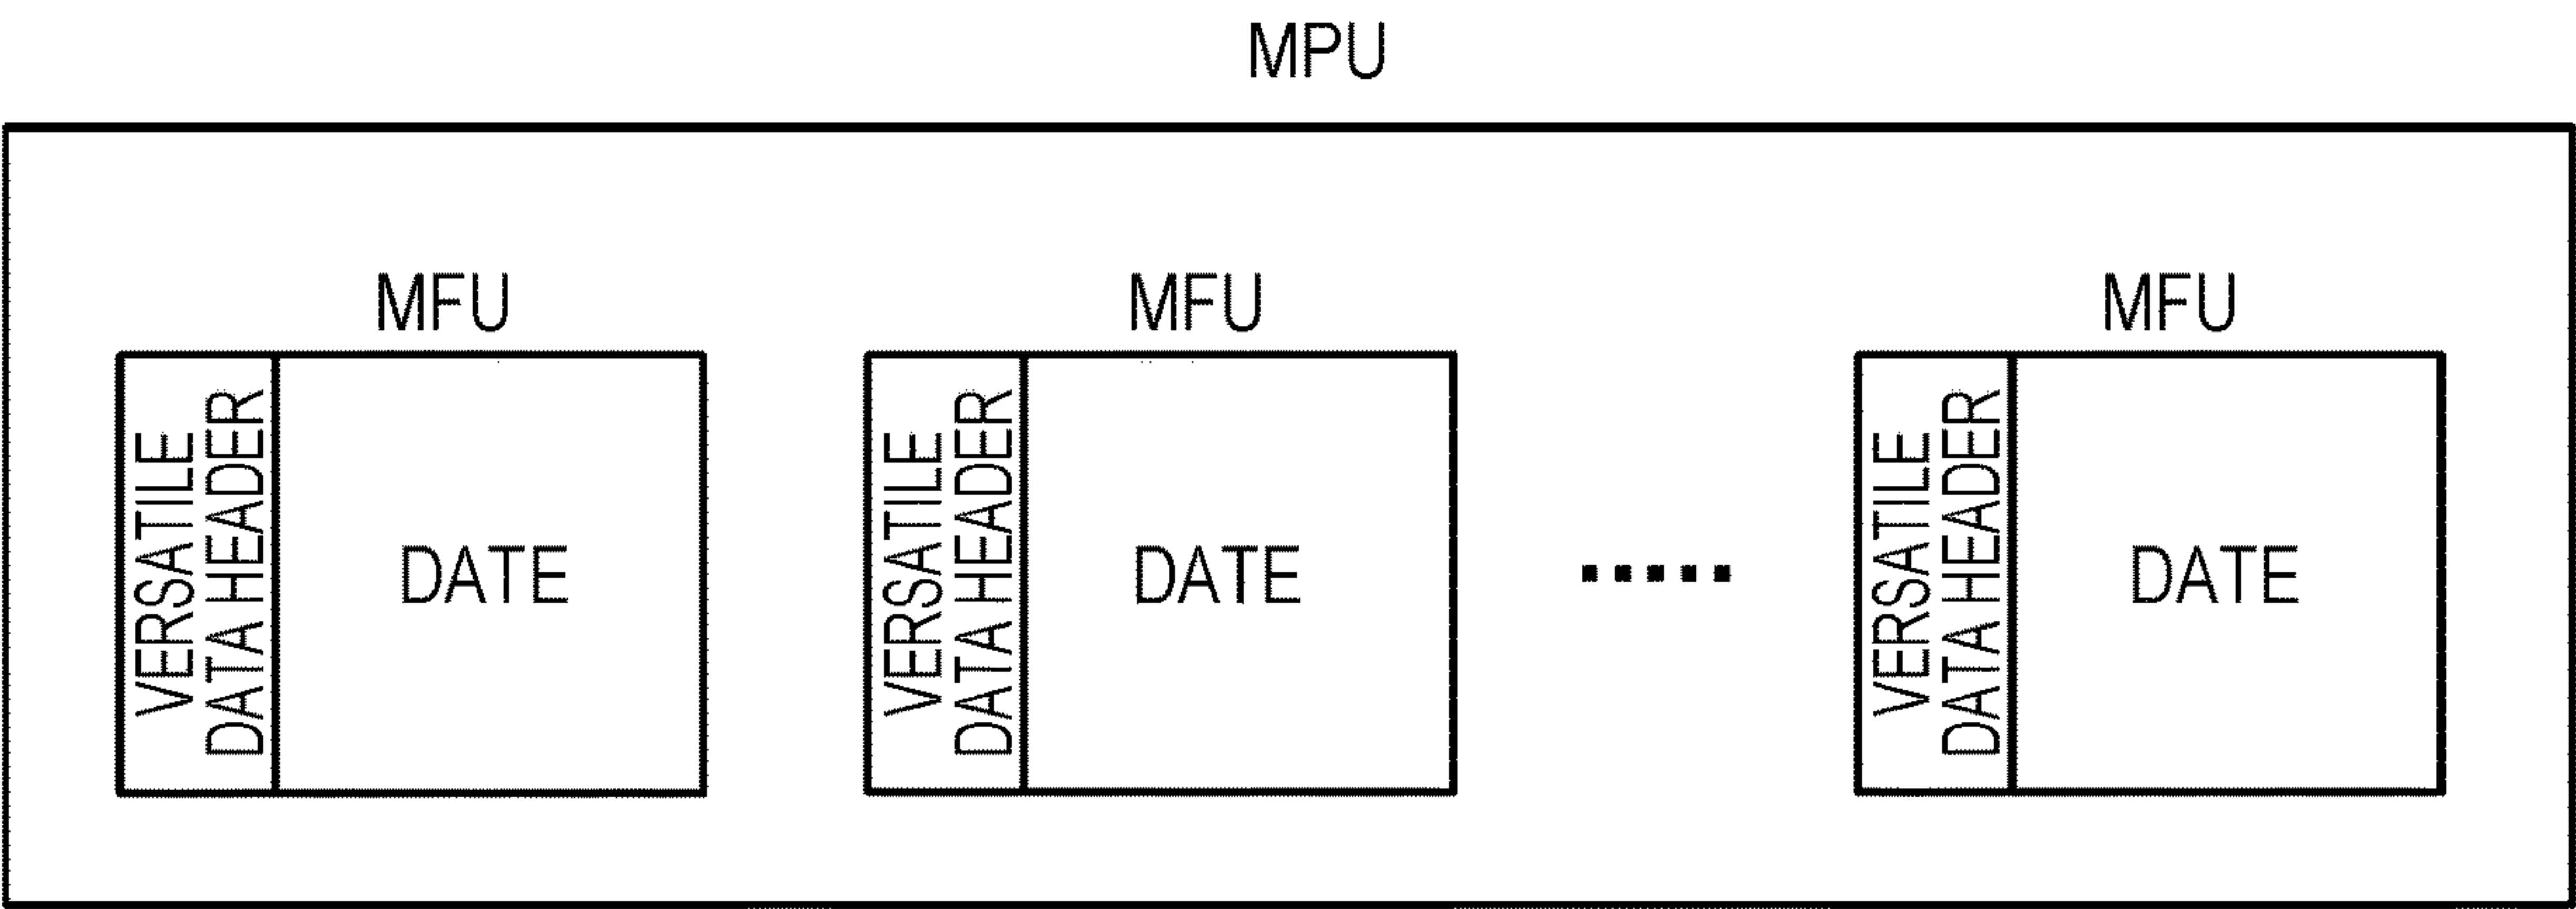 MPU
MFU
MFU
MFU
VERSATILE
DATA HEADER
DATE
VERSATILE
DATA HEADER
DATE
VERSATILE
DATA HEADER
DATE